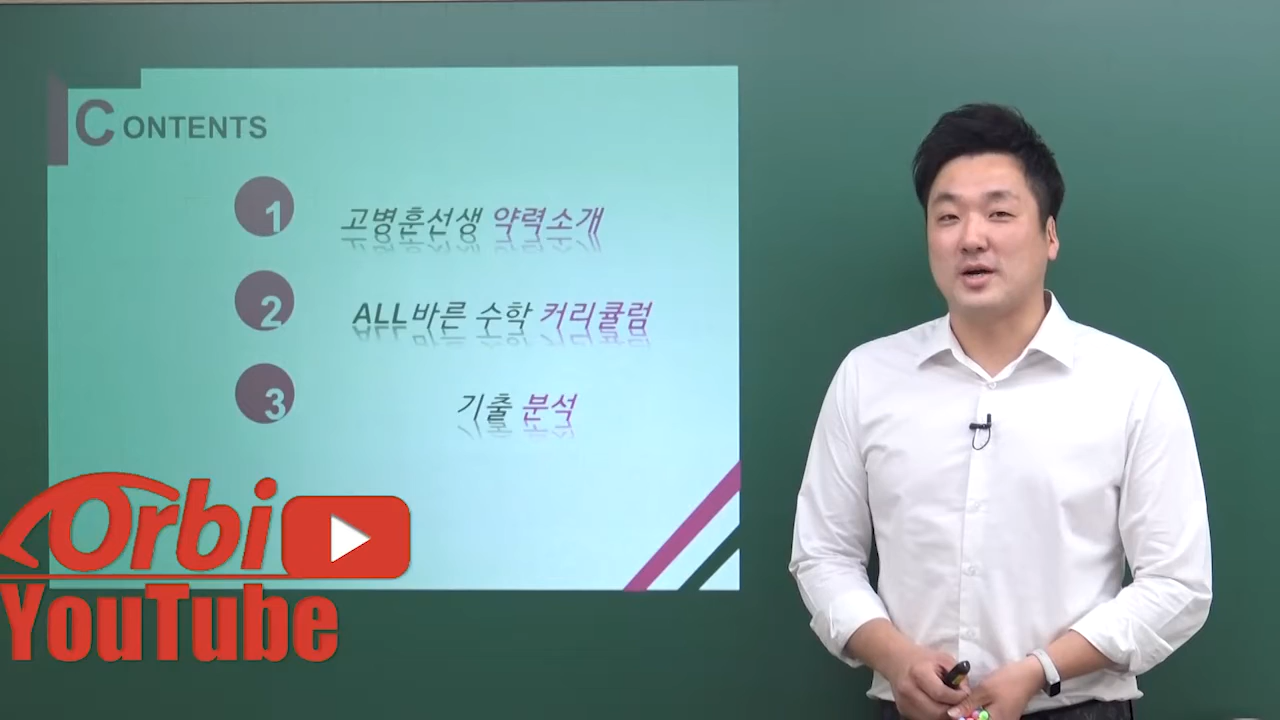 CONTENTS
1 고병훈선생 약력소개
2 ALL바른 수학 커리큘럼
3 기출 분석
Orbi
YouTube